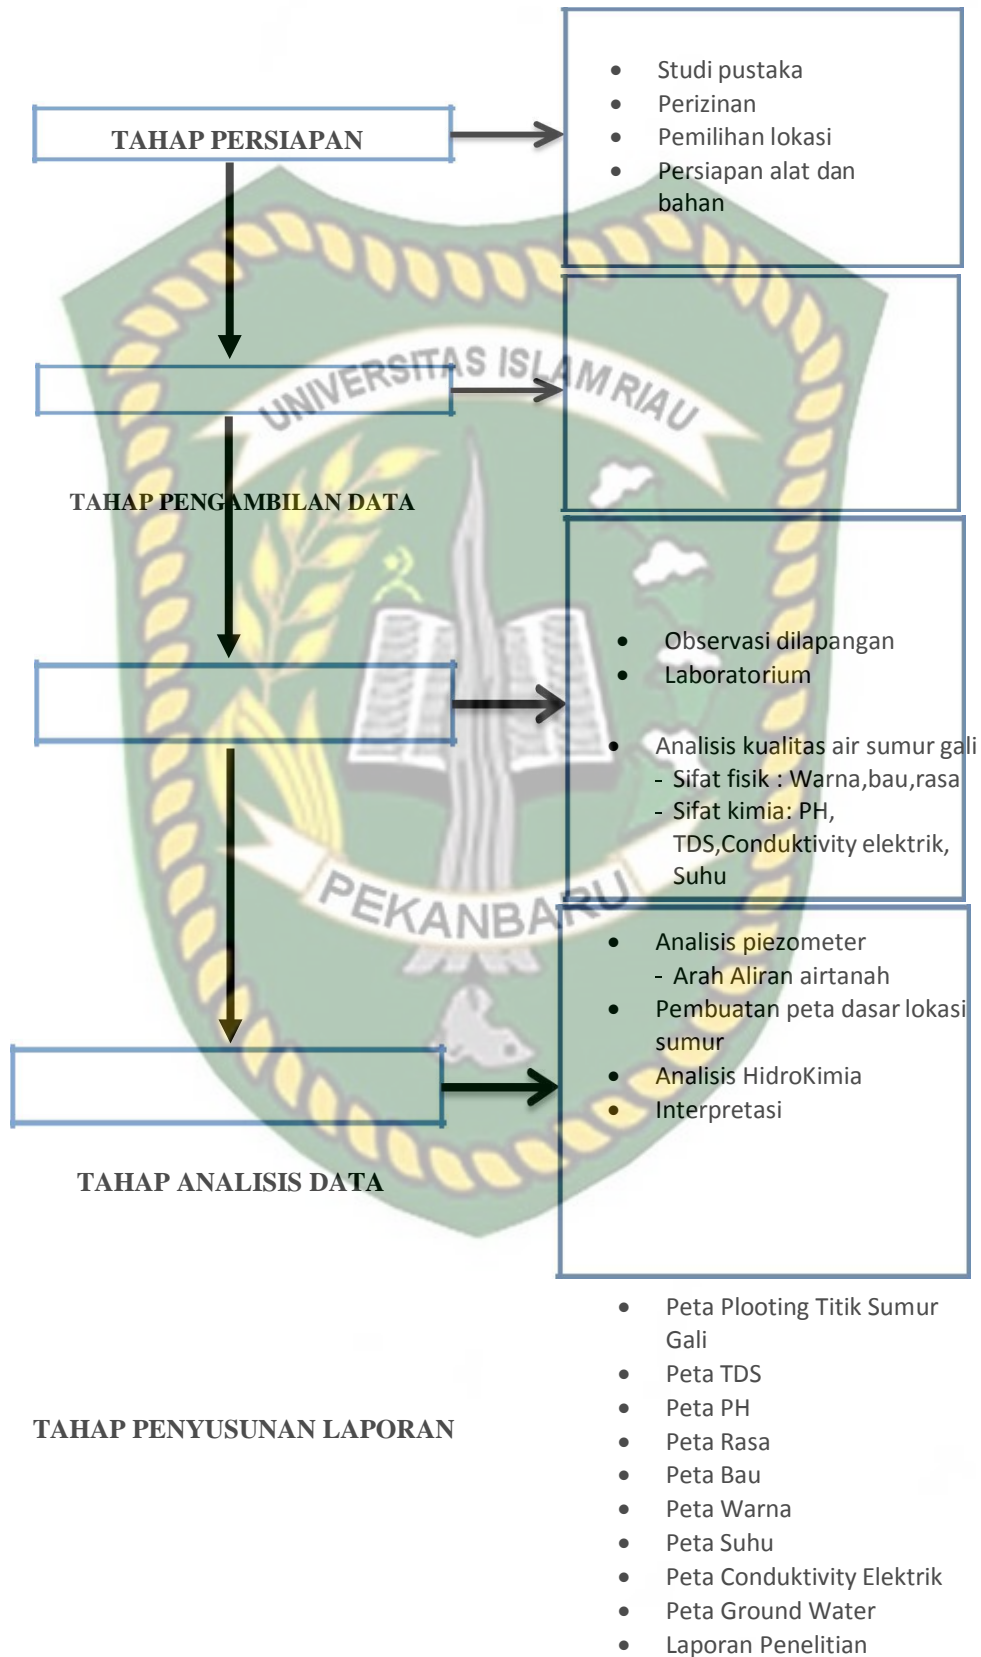 TAHAP PERSIAPAN
• Studi pustaka
• Perizinan
• Pemilihan lokasi
• Persiapan alat dan
bahan
UNIVERSITAS ISLAM RIAU
TAHAP PENGAMBILAN DATA
• Observasi dilapangan
• Laboratorium
• Analisis kualitas air sumur gali
- Sifat fisik : Warna,bau,rasa
- Sifat kimia: PH,
TDS,Conduktivity elektrik,
Suhu
PEKANBARU
• Analisis piezometer
- Arah Aliran airtanah
• Pembuatan peta dasar lokasi
sumur
• Analisis HidroKimia
• Interpretasi
TAHAP ANALISIS DATA
• Peta Plooting Titik Sumur
Gali
• Peta TDS
• Peta PH
TAHAP PENYUSUNAN LAPORAN
• Peta Rasa
• Peta Bau
• Peta Warna
• Peta Suhu
• Peta Conduktivity Elektrik
• Peta Ground Water
• Laporan Penelitian